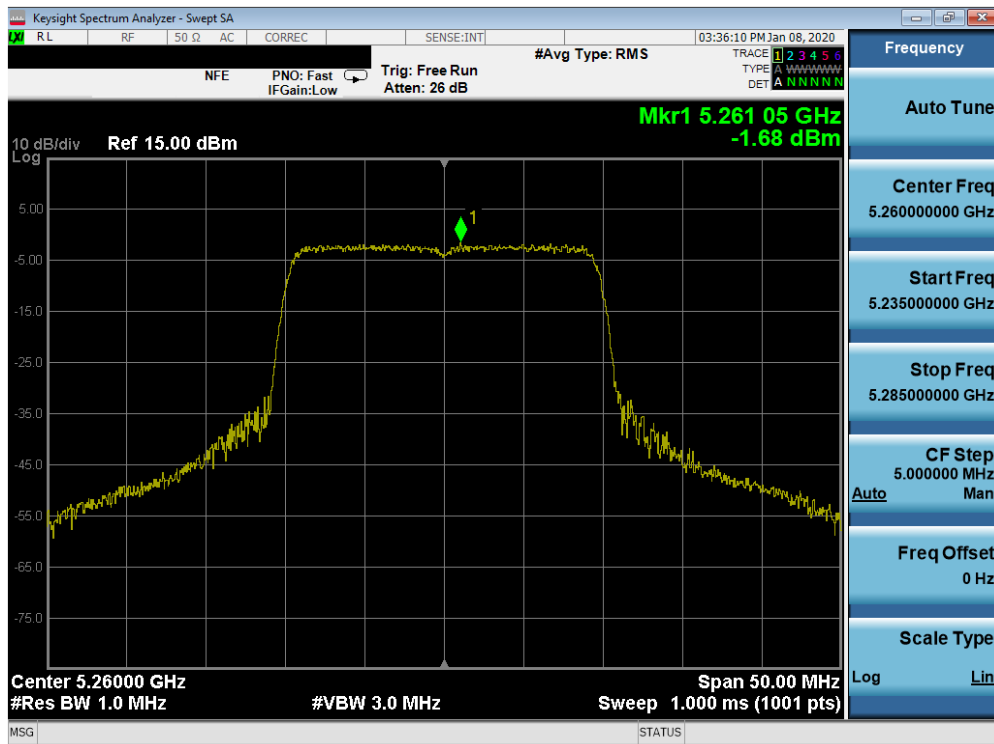 Keysight Spectrum Analyzer - Swept SA
LXI RL RF 50 Ω AC CORREC SENSE:INT 03:36:10 PM Jan 08, 2020
NFE PNO: Fast Trig: Free Run #Avg Type: RMS TRACE 1 2 3 4 5 6
IFGain:Low Atten: 26 dB TYPE A WWWWW
DET A N N N N N
Mkr1 5.261 05 GHz
-1.68 dBm
10 dB/div Ref 15.00 dBm
Log
1
5.00
-5.00
-15.0
-25.0
-35.0
-45.0
-55.0
-65.0
-75.0
Center 5.26000 GHz Span 50.00 MHz
#Res BW 1.0 MHz #VBW 3.0 MHz Sweep 1.000 ms (1001 pts)
MSG STATUS
Frequency
Auto Tune
Center Freq
5.260000000 GHz
Start Freq
5.235000000 GHz
Stop Freq
5.285000000 GHz
CF Step
5.000000 MHz
Auto Man
Freq Offset
0 Hz
Scale Type
Log Lin